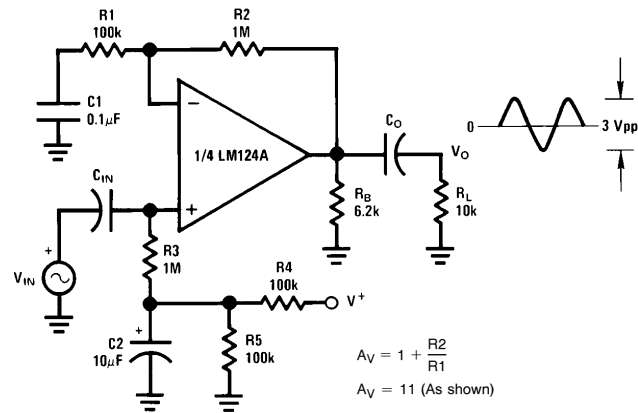 R1
100k
R2
1M
C1
0.1μF
−
1/4 LM124A
+
CIN
+
VIN
R3
1M
+
C2
10μF
R4
100k
V+
R5
100k
CO
VO
RB
6.2k
RL
10k
0
3 Vpp
AV = 1 + R2/R1
AV = 11 (As shown)